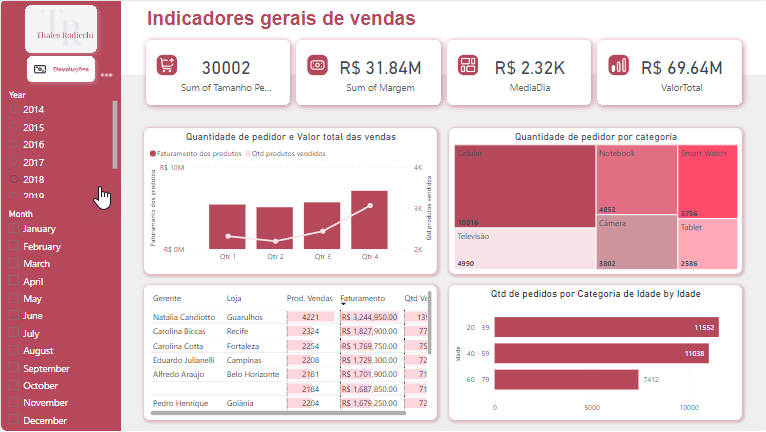 TR
Thales Radicchi
Devoluções
Year
2014
2015
2016
2017
2018
2019
Month
January
February
March
April
May
June
July
August
September
October
November
December
Indicadores gerais de vendas
30002
Sum of Tamanho Pe...
R$ 31.84M
Sum of Margem
R$ 2.32K
MediaDia
R$ 69.64M
ValorTotal
Quantidade de pedidor e Valor total das vendas
Faturamento dos produtos Qtd produtos vendidos
Faturamento dos produtos
R$ 10M
R$ 0M
Qtr 1 Qtr 2 Qtr 3 Qtr 4
4K
3K
2K
Qtd produtos vendidos
Quantidade de pedidor por categoria
Celular
10016
Televisão
4990
Notebook
4852
Câmera
3802
Smart Watch
3756
Tablet
2586
Gerente Loja Prod. Vendas Faturamento Qtd Ve
Natália Candiotto Guarulhos 4221 R$ 3,244,950.00 139
Carolina Biccas Recife 2324 R$ 1,827,900.00 77
Carolina Cotta Fortaleza 2254 R$ 1,769,750.00 75
Eduardo Julianelli Campinas 2208 R$ 1,729,300.00 72
Alfredo Araújo Belo Horizonte 2181 R$ 1,701,900.00 71
2184 R$ 1,687,850.00 71
Pedro Henrique Goiânia 2204 R$ 1,679,250.00 72
Qtd de pedidos por Categoria de Idade by Idade
Idade
20 - 39 11552
40 - 59 11038
60 - 79 7412
0 5000 10000